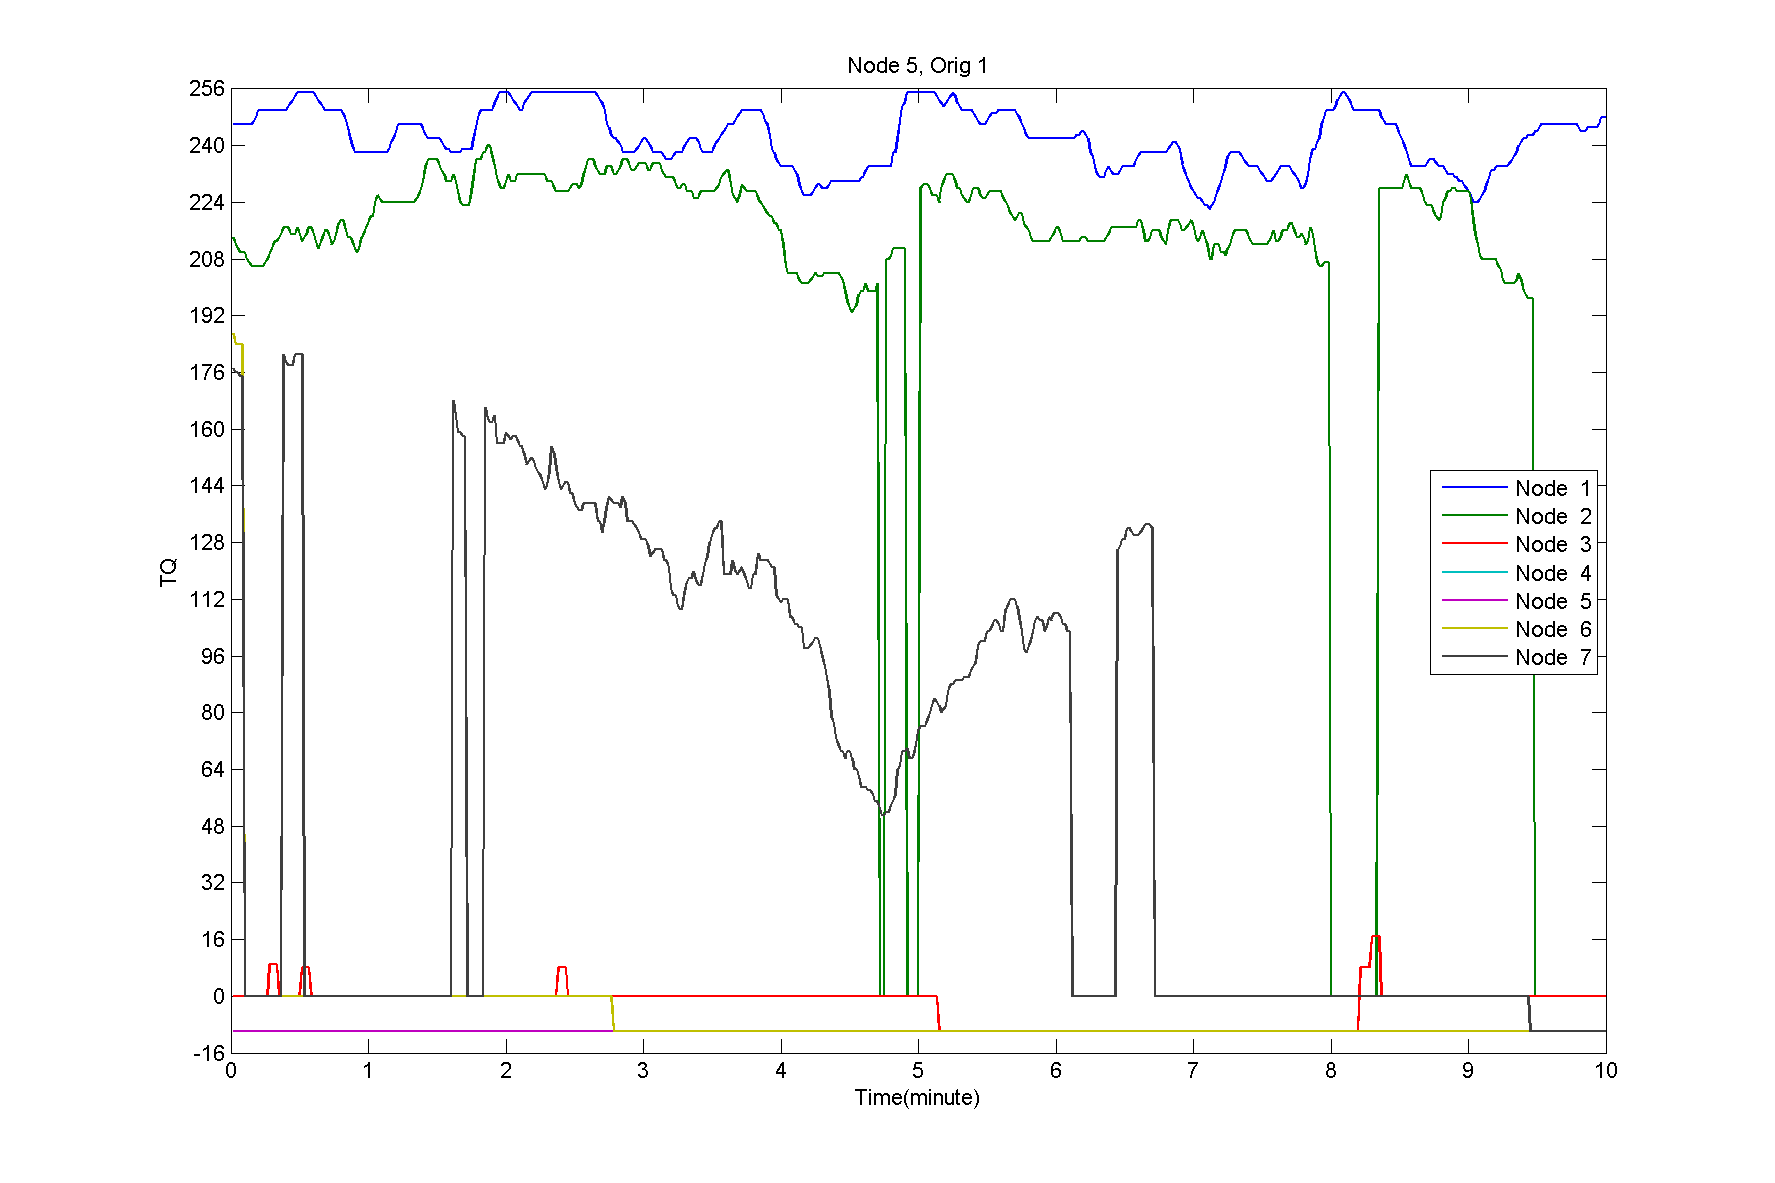 Node 5, Orig 1
256
240
224
208
192
176
160
144
128
112
96
80
64
48
32
16
0
-16
TQ
Node 1
Node 2
Node 3
Node 4
Node 5
Node 6
Node 7
0 1 2 3 4 5 6 7 8 9 10
Time(minute)